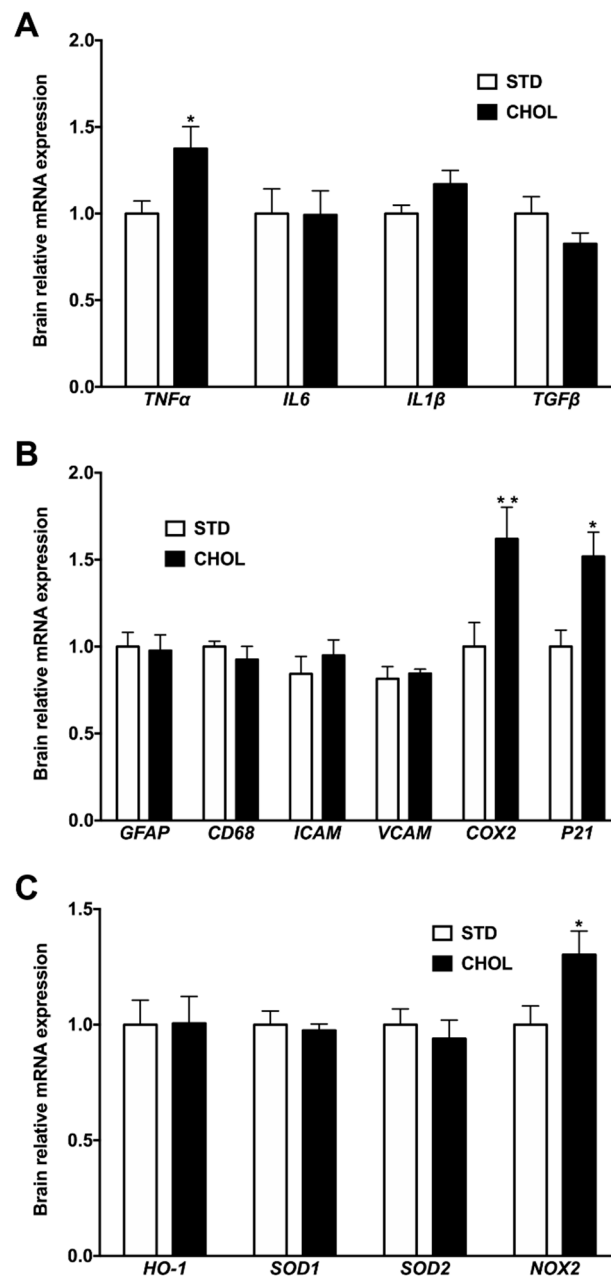 A
Brain relative mRNA expression
2.0
1.5
1.0
0.5
0.0
STD
CHOL
*
TNFα IL6 IL1β TGFβ
B
Brain relative mRNA expression
2.0
1.5
1.0
0.5
0.0
STD
CHOL
** *
GFAP CD68 ICAM VCAM COX2 P21
C
Brain relative mRNA expression
1.5
1.0
0.5
0.0
STD
CHOL
*
HO-1 SOD1 SOD2 NOX2